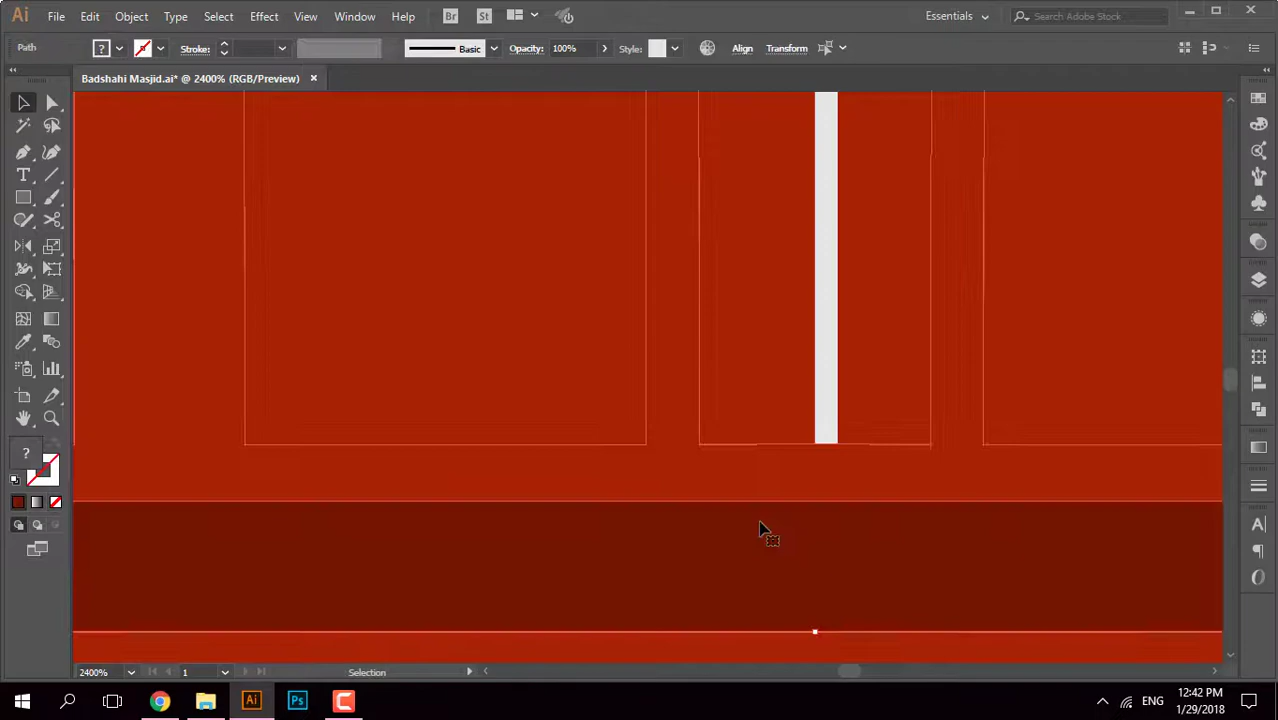 Ai File Edit Object Type Select Effect View Window Help Br St Essentials Search Adobe Stock
Path ? Stroke: Basic Opacity: 100% Style: Align Transform
Badshahi Masjid.ai* @ 2400% (RGB/Preview)
?
2400% 1 Selection
Ai Ps ENG 12:42 PM
1/29/2018